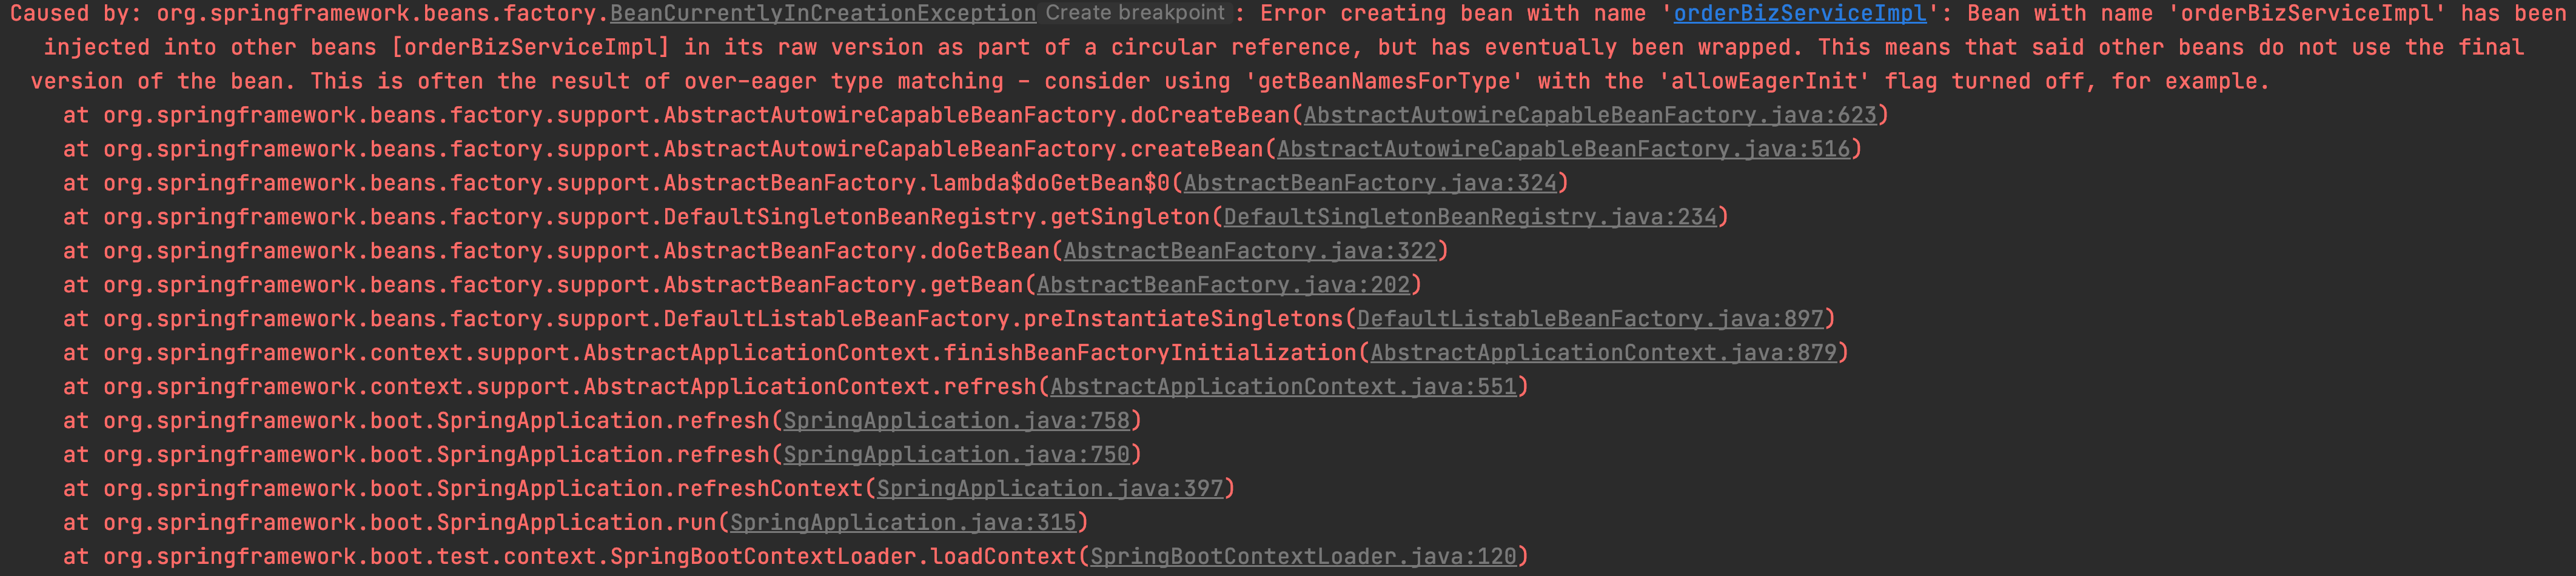 Caused by: org.springframework.beans.factory.BeanCurrentlyInCreationException Create breakpoint : Error creating bean with name 'orderBizServiceImpl': Bean with name 'orderBizServiceImpl' has been
injected into other beans [orderBizServiceImpl] in its raw version as part of a circular reference, but has eventually been wrapped. This means that said other beans do not use the final
version of the bean. This is often the result of over-eager type matching - consider using 'getBeanNamesForType' with the 'allowEagerInit' flag turned off, for example.
at org.springframework.beans.factory.support.AbstractAutowireCapableBeanFactory.doCreateBean(AbstractAutowireCapableBeanFactory.java:623)
at org.springframework.beans.factory.support.AbstractAutowireCapableBeanFactory.createBean(AbstractAutowireCapableBeanFactory.java:516)
at org.springframework.beans.factory.support.AbstractBeanFactory.lambda$doGetBean$0(AbstractBeanFactory.java:324)
at org.springframework.beans.factory.support.DefaultSingletonBeanRegistry.getSingleton(DefaultSingletonBeanRegistry.java:234)
at org.springframework.beans.factory.support.AbstractBeanFactory.doGetBean(AbstractBeanFactory.java:322)
at org.springframework.beans.factory.support.AbstractBeanFactory.getBean(AbstractBeanFactory.java:202)
at org.springframework.beans.factory.support.DefaultListableBeanFactory.preInstantiateSingletons(DefaultListableBeanFactory.java:897)
at org.springframework.context.support.AbstractApplicationContext.finishBeanFactoryInitialization(AbstractApplicationContext.java:879)
at org.springframework.context.support.AbstractApplicationContext.refresh(AbstractApplicationContext.java:551)
at org.springframework.boot.SpringApplication.refresh(SpringApplication.java:758)
at org.springframework.boot.SpringApplication.refresh(SpringApplication.java:750)
at org.springframework.boot.SpringApplication.refreshContext(SpringApplication.java:397)
at org.springframework.boot.SpringApplication.run(SpringApplication.java:315)
at org.springframework.boot.test.context.SpringBootContextLoader.loadContext(SpringBootContextLoader.java:120)